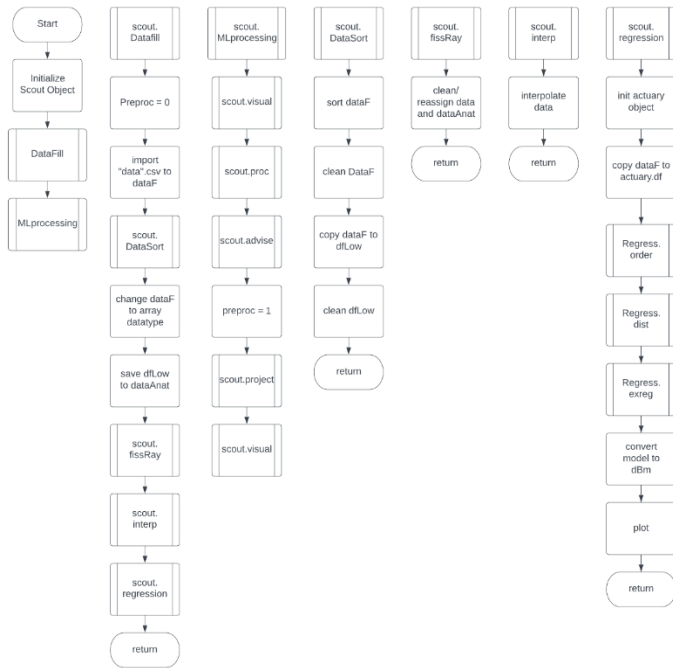 Start
Initialize
Scout Object
DataFill
MLprocessing
scout.
Datafill
Preproc = 0
import
"data".csv to
dataF
scout.
DataSort
change dataF
to array
datatype
save dfLow
to dataAnat
scout.
fissRay
scout.
interp
scout.
regression
return
scout.
MLprocessing
scout.visual
scout.proc
scout.advise
preproc = 1
scout.project
scout.visual
scout.
DataSort
sort dataF
clean DataF
copy dataF to
dfLow
clean dfLow
return
scout.
fissRay
clean/
reassign data
and dataAnat
return
scout.
interp
interpolate
data
return
scout.
regression
init actuary
object
copy dataF to
actuary.df
Regress.
order
Regress.
dist
Regress.
exreg
convert
model to
dBm
plot
return